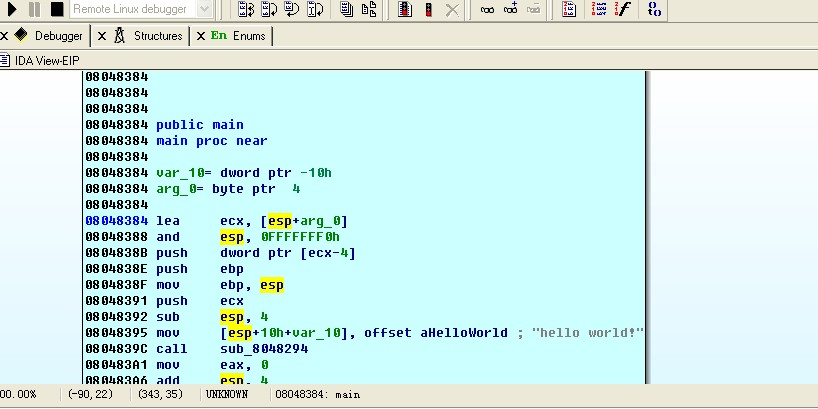 Remote Linux debugger
Debugger Structures En Enums
IDA View-EIP
08048384
08048384
08048384
08048384 public main
08048384 main proc near
08048384
08048384 var_10= dword ptr -10h
08048384 arg_0= byte ptr  4
08048384
08048384 lea     ecx, [esp+arg_0]
08048388 and     esp, 0FFFFFFF0h
0804838B push    dword ptr [ecx-4]
0804838E push    ebp
0804838F mov     ebp, esp
08048391 push    ecx
08048392 sub     esp, 4
08048395 mov     [esp+10h+var_10], offset aHelloWorld ; "hello world!"
0804839C call    sub_8048294
080483A1 mov     eax, 0
080483A6 add     esp, 4
00.00% (-90,22) (343,35) UNKNOWN 08048384: main